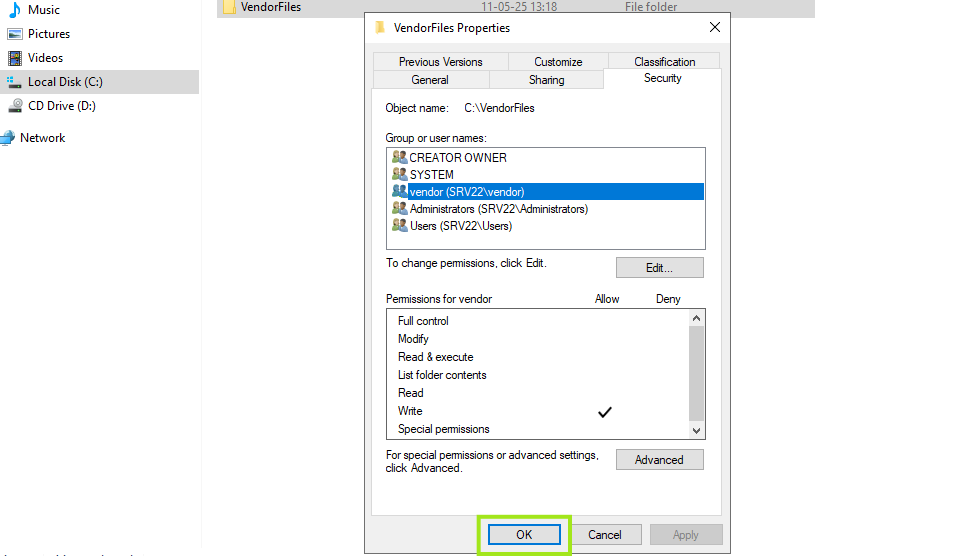 Music
Pictures
Videos
Local Disk (C:)
CD Drive (D:)
Network
VendorFiles 11-05-25 13:18 File folder
VendorFiles Properties
Previous Versions Customize Classification
General Sharing Security
Object name: C:\VendorFiles
Group or user names:
CREATOR OWNER
SYSTEM
vendor (SRV22\vendor)
Administrators (SRV22\Administrators)
Users (SRV22\Users)
To change permissions, click Edit.
Edit...
Permissions for vendor Allow Deny
Full control
Modify
Read & execute
List folder contents
Read
Write
Special permissions
For special permissions or advanced settings,
click Advanced.
Advanced
OK Cancel Apply